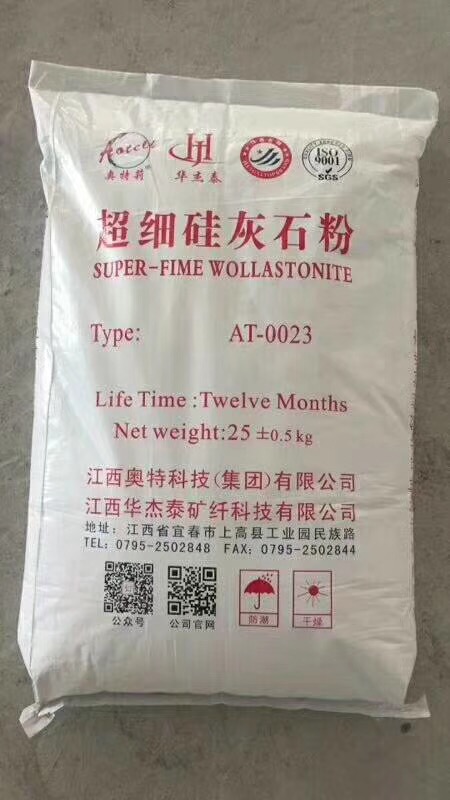 Aoteli
奥特莉
HJ
华杰泰
ISO
9001
SGS
超细硅灰石粉
SUPER-FIME WOLLASTONITE
Type: AT-0023
Life Time :Twelve Months
Net weight:25 ±0.5kg
江西奥特科技(集团)有限公司
江西华杰泰矿纤科技有限公司
地址: 江西省宜春市上高县工业园民族路
TEL: 0795-2502848 FAX: 0795-2502844
公众号
公司官网
防潮
干燥